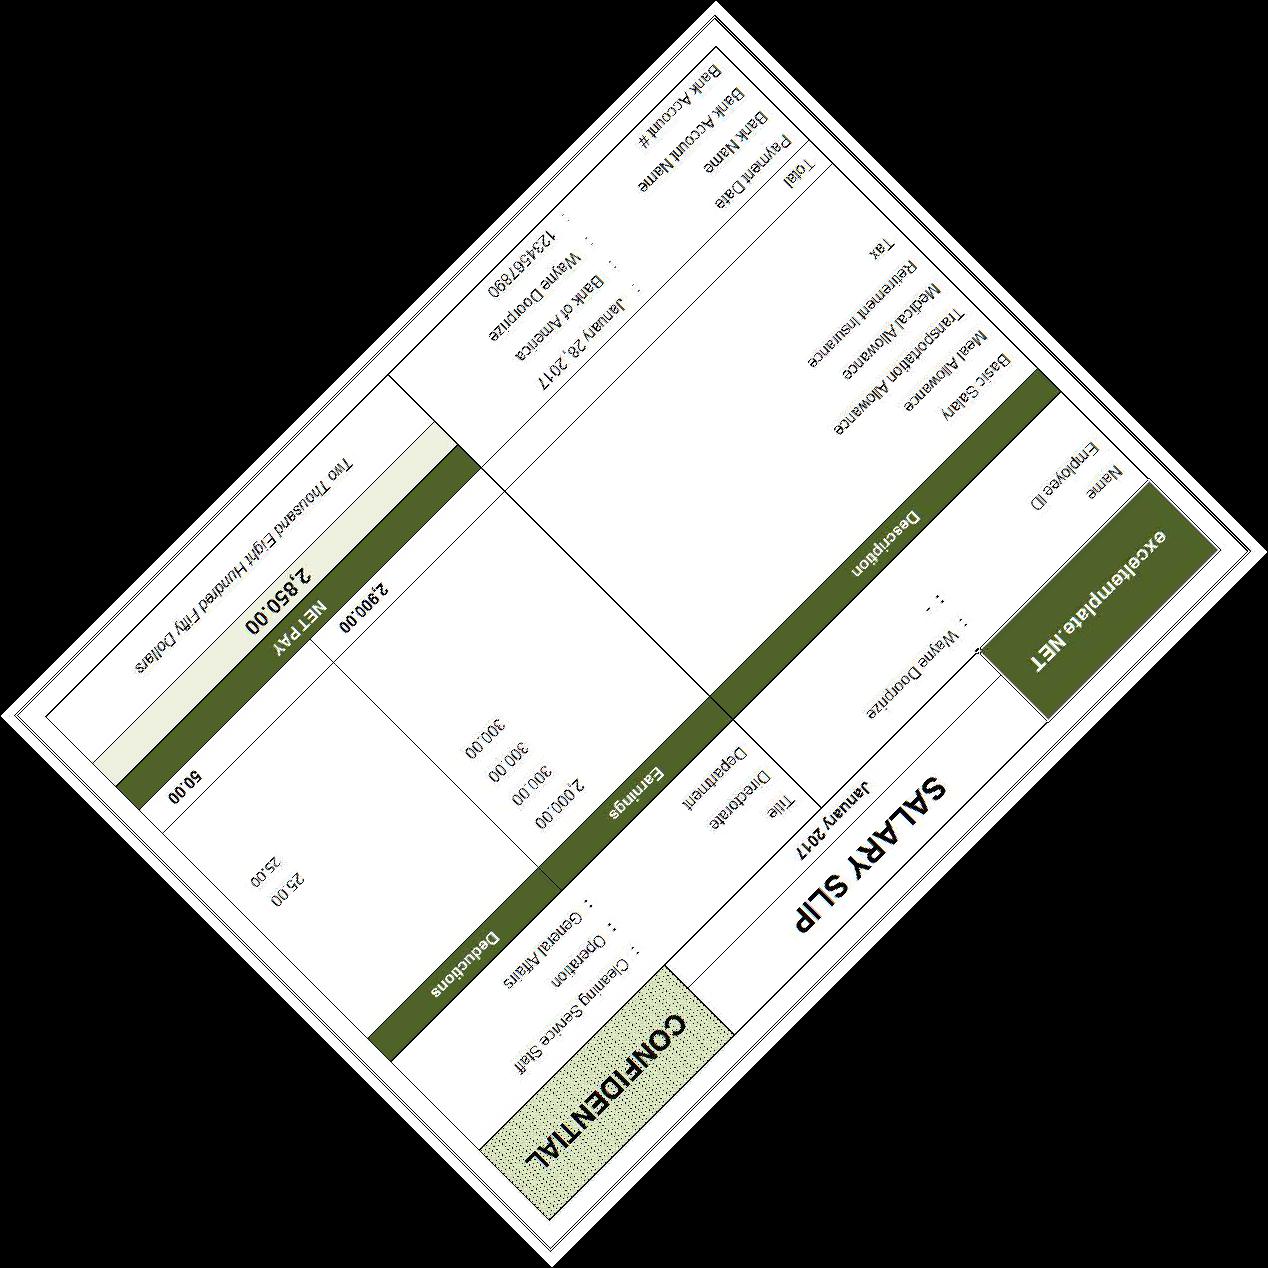 exceltemplate.NET SALARY SLIP CONFIDENTIAL
January 2017
Name : Wayne Doorprize Title : Cleaning Service Staff
Employee ID : - Directorate : Operation
Department : General Affairs
Description Earnings Deductions
Basic Salary 2,000.00
Meal Allowance 300.00
Transportation Allowance 300.00
Medical Allowance 300.00
Retirement Insurance 25.00
Tax 25.00
Total 2,900.00 50.00
Payment Date : January 28, 2017 NET PAY
Bank Name : Bank of America 2,850.00
Bank Account Name : Wayne Doorprize
Bank Account # : 1234567890 Two Thousand Eight Hundred Fifty Dollars